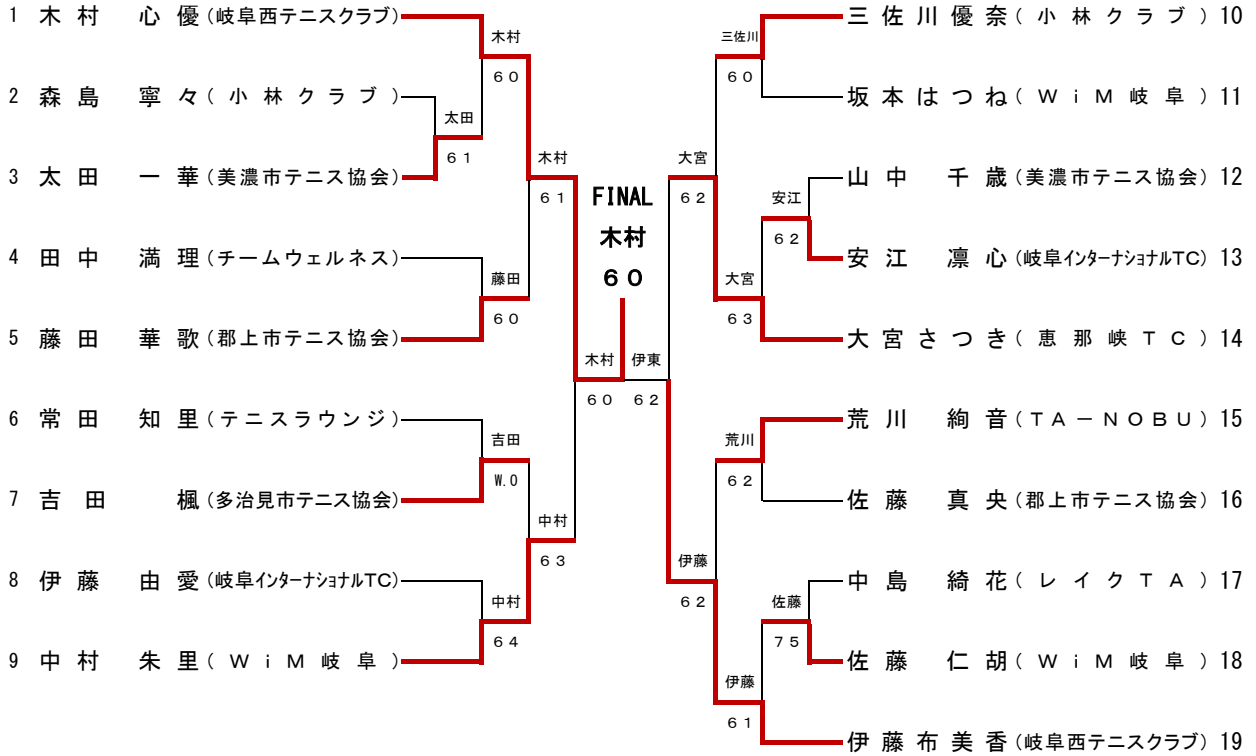 1 木村 心優(岐阜西テニスクラブ)
木村
60
2 森島 寧々(小林クラブ)
太田
61
3 太田 一華(美濃市テニス協会)
木村
61
4 田中 満理(チームウェルネス)
藤田
60
5 藤田 華歌(郡上市テニス協会)
木村
60
6 常田 知里(テニスラウンジ)
吉田
W.0
7 吉田 楓(多治見市テニス協会)
中村
63
8 伊藤 由愛(岐阜インターナショナルTC)
中村
64
9 中村 朱里(WiM岐阜)
FINAL
木村
60
三佐川優奈(小林クラブ) 10
三佐川
60
坂本はつね(WiM岐阜) 11
大宮
62
山中 千歳(美濃市テニス協会) 12
安江
62
安江 凛心(岐阜インターナショナルTC) 13
大宮
63
大宮さつき(恵那峡TC) 14
伊東
62
荒川 絢音(TA-NOBU) 15
荒川
62
佐藤 真央(郡上市テニス協会) 16
伊藤
62
中島 綺花(レイクTA) 17
佐藤
75
佐藤 仁胡(WiM岐阜) 18
伊藤
61
伊藤布美香(岐阜西テニスクラブ) 19